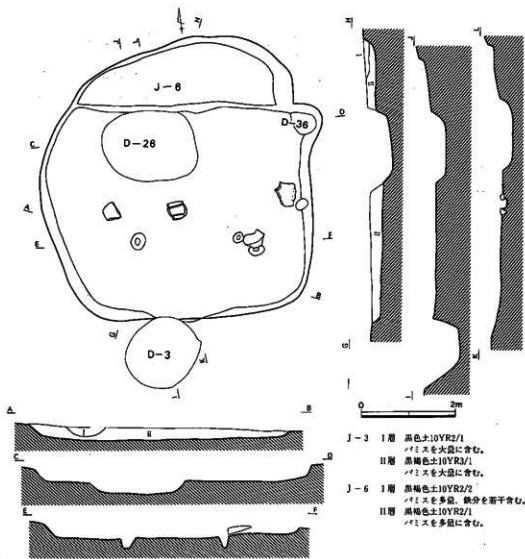 J-6
D-36
D-26
D-3
C
A
E
F
B
G
K
A B
I II
C D
E F
I
II
D
II
G
K
0 2m
J-3 I層 黒色土10YR2/1
パミスを大量に含む。
II層 黒褐色土10YR3/1
パミスを大量に含む。
J-6 I層 黒褐色土10YR2/2
パミスを多量、鉄分を若干含む。
II層 黒褐色土10YR2/1
パミスを多量に含む。